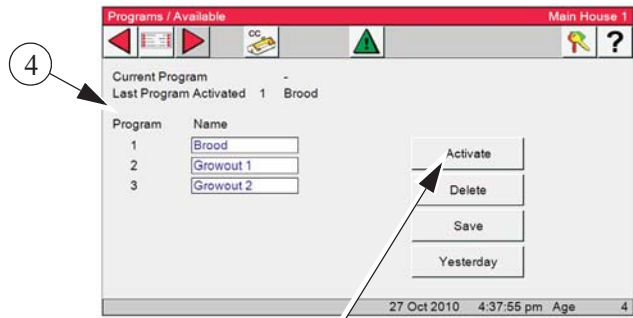 Programs / Available Main House 1
CC
?
4
Current Program -
Last Program Activated 1 Brood
Program Name
1 Brood
2 Growout 1
3 Growout 2
Activate
Delete
Save
Yesterday
27 Oct 2010 4:37:55 pm Age 4